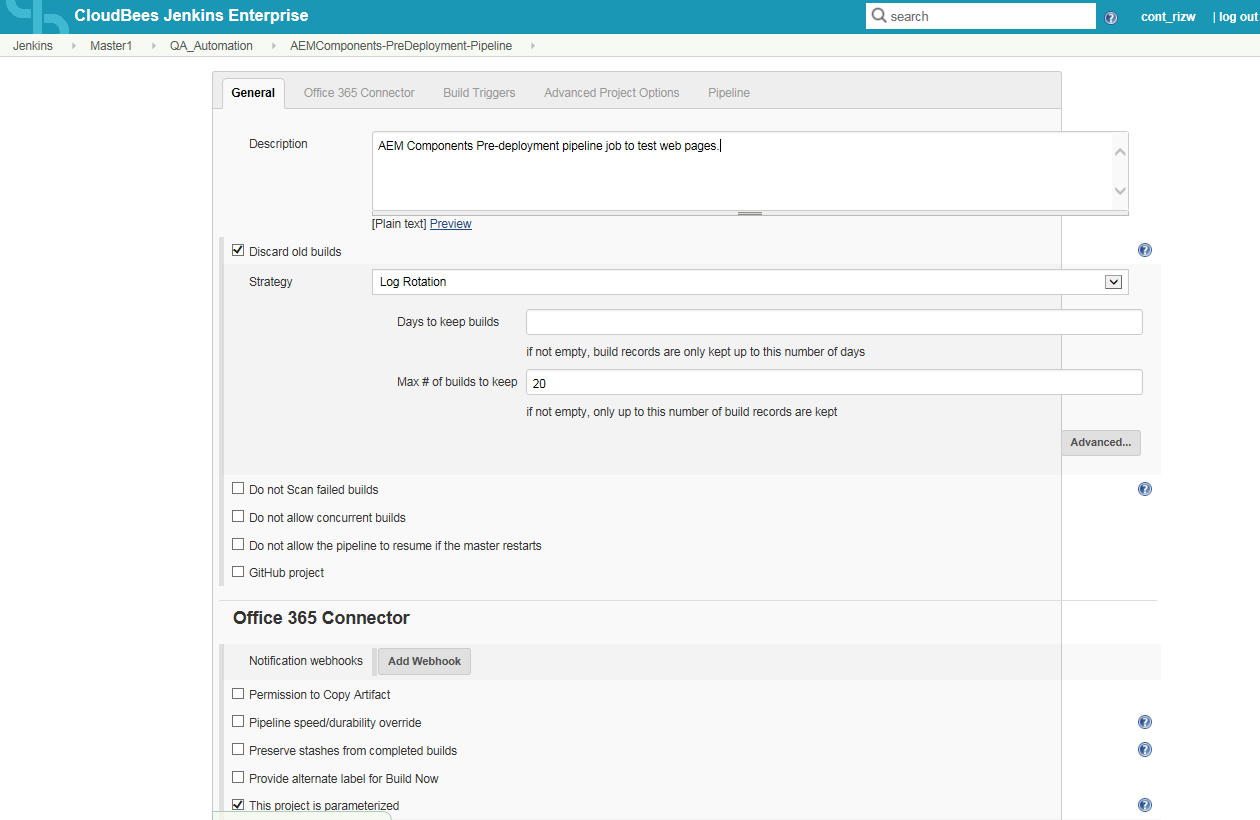 CloudBees Jenkins Enterprise
search
cont_rizw | log out
Jenkins Master1 QA_Automation AEMComponents-PreDeployment-Pipeline
General Office 365 Connector Build Triggers Advanced Project Options Pipeline
Description
AEM Components Pre-deployment pipeline job to test web pages.
[Plain text] Preview
Discard old builds
Strategy
Log Rotation
Days to keep builds
if not empty, build records are only kept up to this number of days
Max # of builds to keep
20
if not empty, only up to this number of build records are kept
Advanced...
Do not Scan failed builds
Do not allow concurrent builds
Do not allow the pipeline to resume if the master restarts
GitHub project
Office 365 Connector
Notification webhooks
Add Webhook
Permission to Copy Artifact
Pipeline speed/durability override
Preserve stashes from completed builds
Provide alternate label for Build Now
This project is parameterized